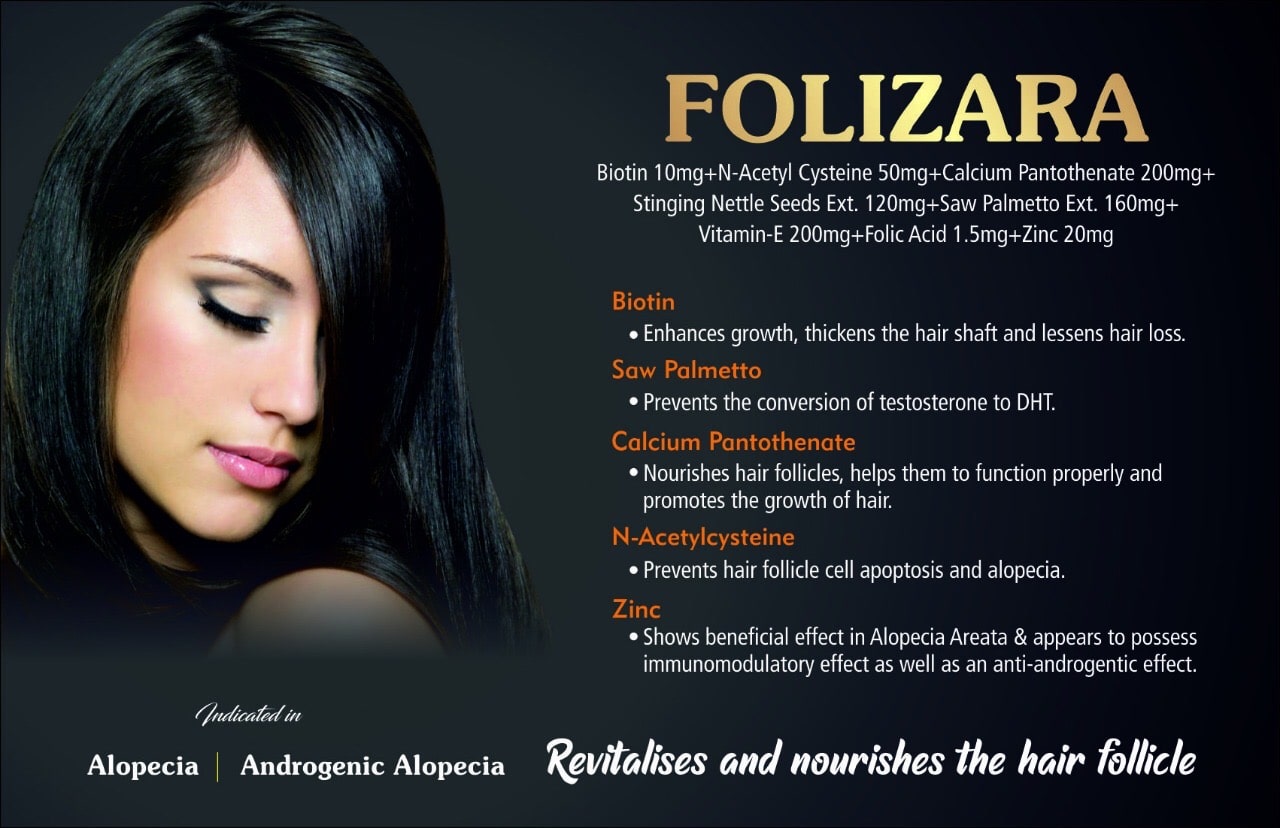 FOLIZARA
Biotin 10mg+N-Acetyl Cysteine 50mg+Calcium Pantothenate 200mg+
Stinging Nettle Seeds Ext. 120mg+Saw Palmetto Ext. 160mg+
Vitamin-E 200mg+Folic Acid 1.5mg+Zinc 20mg
Biotin
• Enhances growth, thickens the hair shaft and lessens hair loss.
Saw Palmetto
• Prevents the conversion of testosterone to DHT.
Calcium Pantothenate
• Nourishes hair follicles, helps them to function properly and
promotes the growth of hair.
N-Acetylcysteine
• Prevents hair follicle cell apoptosis and alopecia.
Zinc
• Shows beneficial effect in Alopecia Areata & appears to possess
immunomodulatory effect as well as an anti-androgentic effect.
Indicated in
Alopecia | Androgenic Alopecia
Revitalises and nourishes the hair follicle